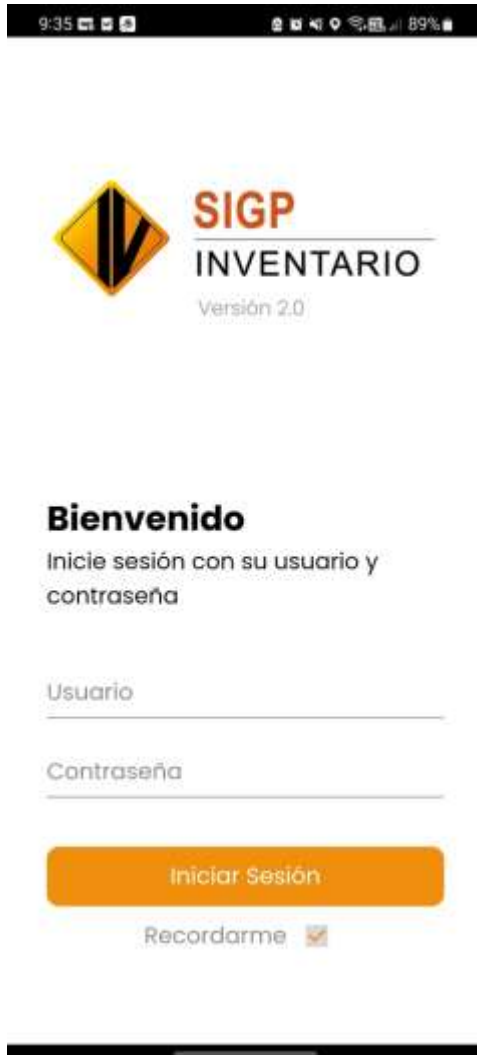 9:35
89%
SIGP
INVENTARIO
Versión 2.0
Bienvenido
Inicie sesión con su usuario y
contraseña
Usuario
Contraseña
Iniciar Sesión
Recordarme